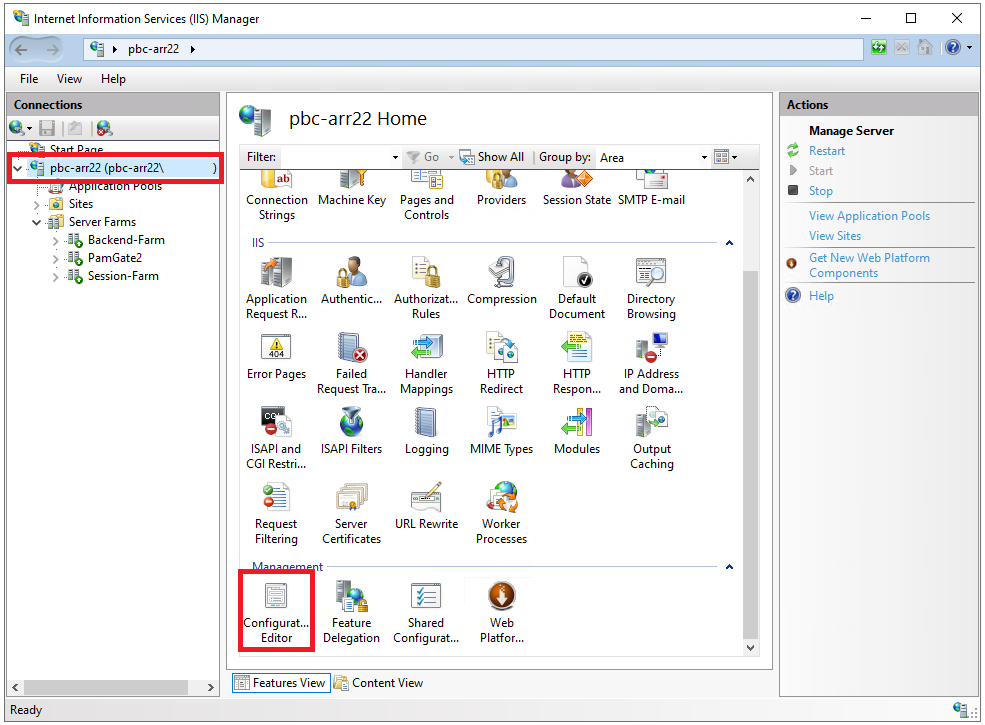 Internet Information Services (IIS) Manager
pbc-arr22
File View Help
Connections
Start Page
pbc-arr22 (pbc-arr22\ )
Application Pools
Sites
Server Farms
Backend-Farm
PamGate2
Session-Farm
pbc-arr22 Home
Filter: Go Show All Group by: Area
ab
Connection
Strings
Machine Key
Pages and
Controls
Providers
Session State
SMTP E-mail
IIS
Application
Request R...
Authentic...
Authorizat...
Rules
Compression
Default
Document
Directory
Browsing
404
Error Pages
Failed
Request Tra...
Handler
Mappings
HTTP
Redirect
HTTP
Respon...
IP Address
and Doma...
CGI
ISAPI and
CGI Restri...
ISAPI Filters
Logging
MIME Types
Modules
Output
Caching
Request
Filtering
Server
Certificates
URL Rewrite
Worker
Processes
Management
Configurat...
Editor
Feature
Delegation
Shared
Configurat...
Web
Platfor...
Features View
Content View
Actions
Manage Server
Restart
Start
Stop
View Application Pools
View Sites
Get New Web Platform
Components
Help
Ready